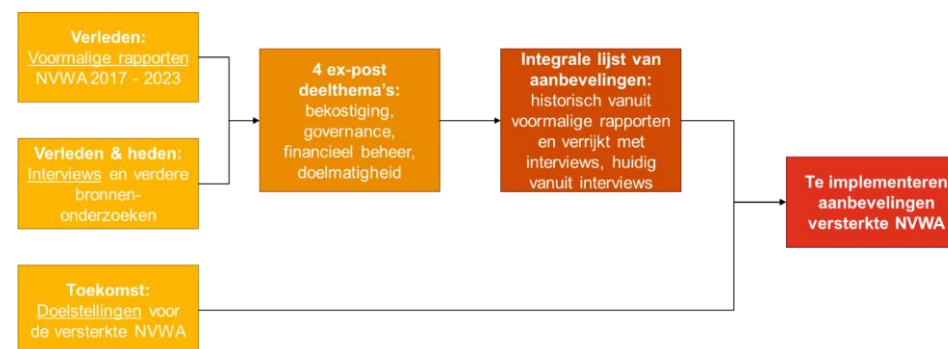 Verleden:
Voormalige rapporten
NVWA 2017 - 2023
Verleden & heden:
Interviews en verdere
bronnen-
onderzoeken
Toekomst:
Doelstellingen voor
de versterkte NVWA
4 ex-post
deelthema's:
bekostiging,
governance,
financieel beheer,
doelmatigheid
Integrale lijst van
aanbevelingen:
historisch vanuit
voormalige rapporten
en verrijkt met
interviews, huidig
vanuit interviews
Te implementeren
aanbevelingen
versterkte NVWA